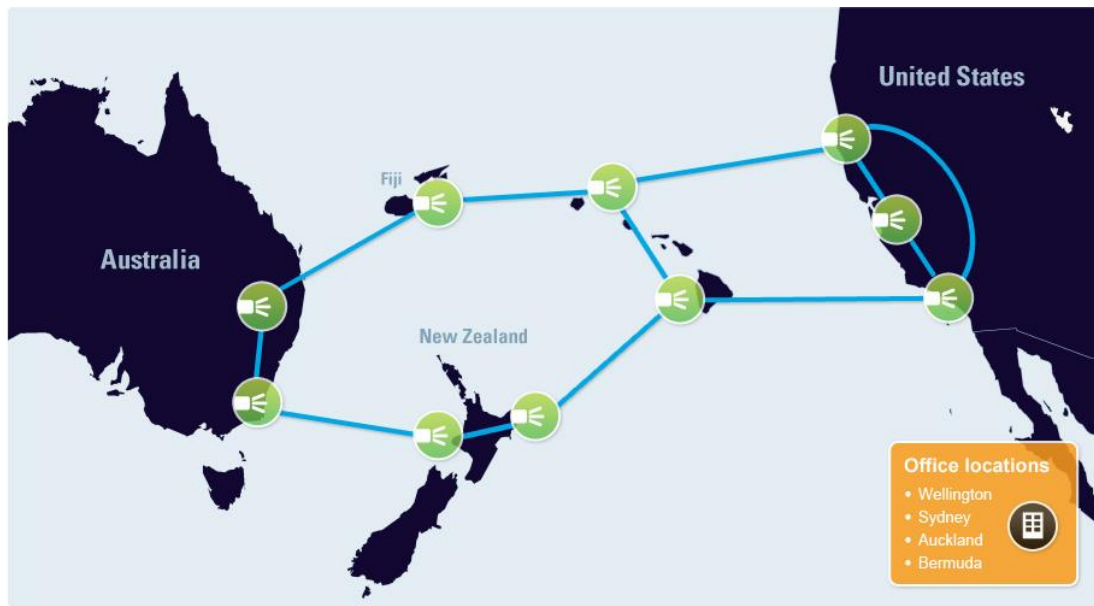 United States
Fiji
Australia
New Zealand
Office locations
• Wellington
• Sydney
• Auckland
• Bermuda